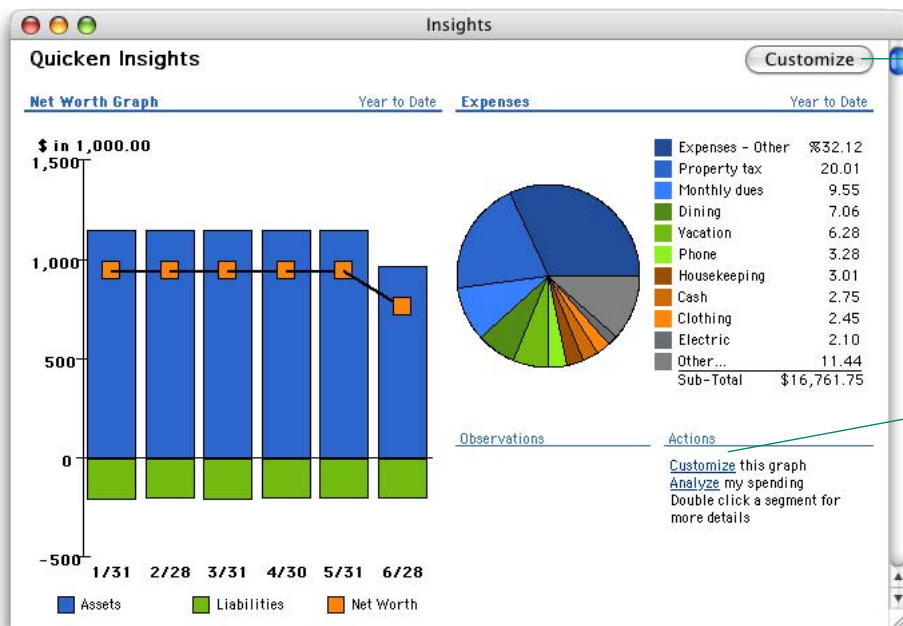 Insights
Quicken Insights
Customize
Net Worth Graph Year to Date
$ in 1,000.00
1,500
1,000
500
0
-500
1/31 2/28 3/31 4/30 5/31 6/28
Assets Liabilities Net Worth
Expenses Year to Date
Expenses - Other %32.12
Property tax 20.01
Monthly dues 9.55
Dining 7.06
Vacation 6.28
Phone 3.28
Housekeeping 3.01
Cash 2.75
Clothing 2.45
Electric 2.10
Other... 11.44
Sub-Total $16,761.75
Observations
Actions
Customize this graph
Analyze my spending
Double click a segment for
more details